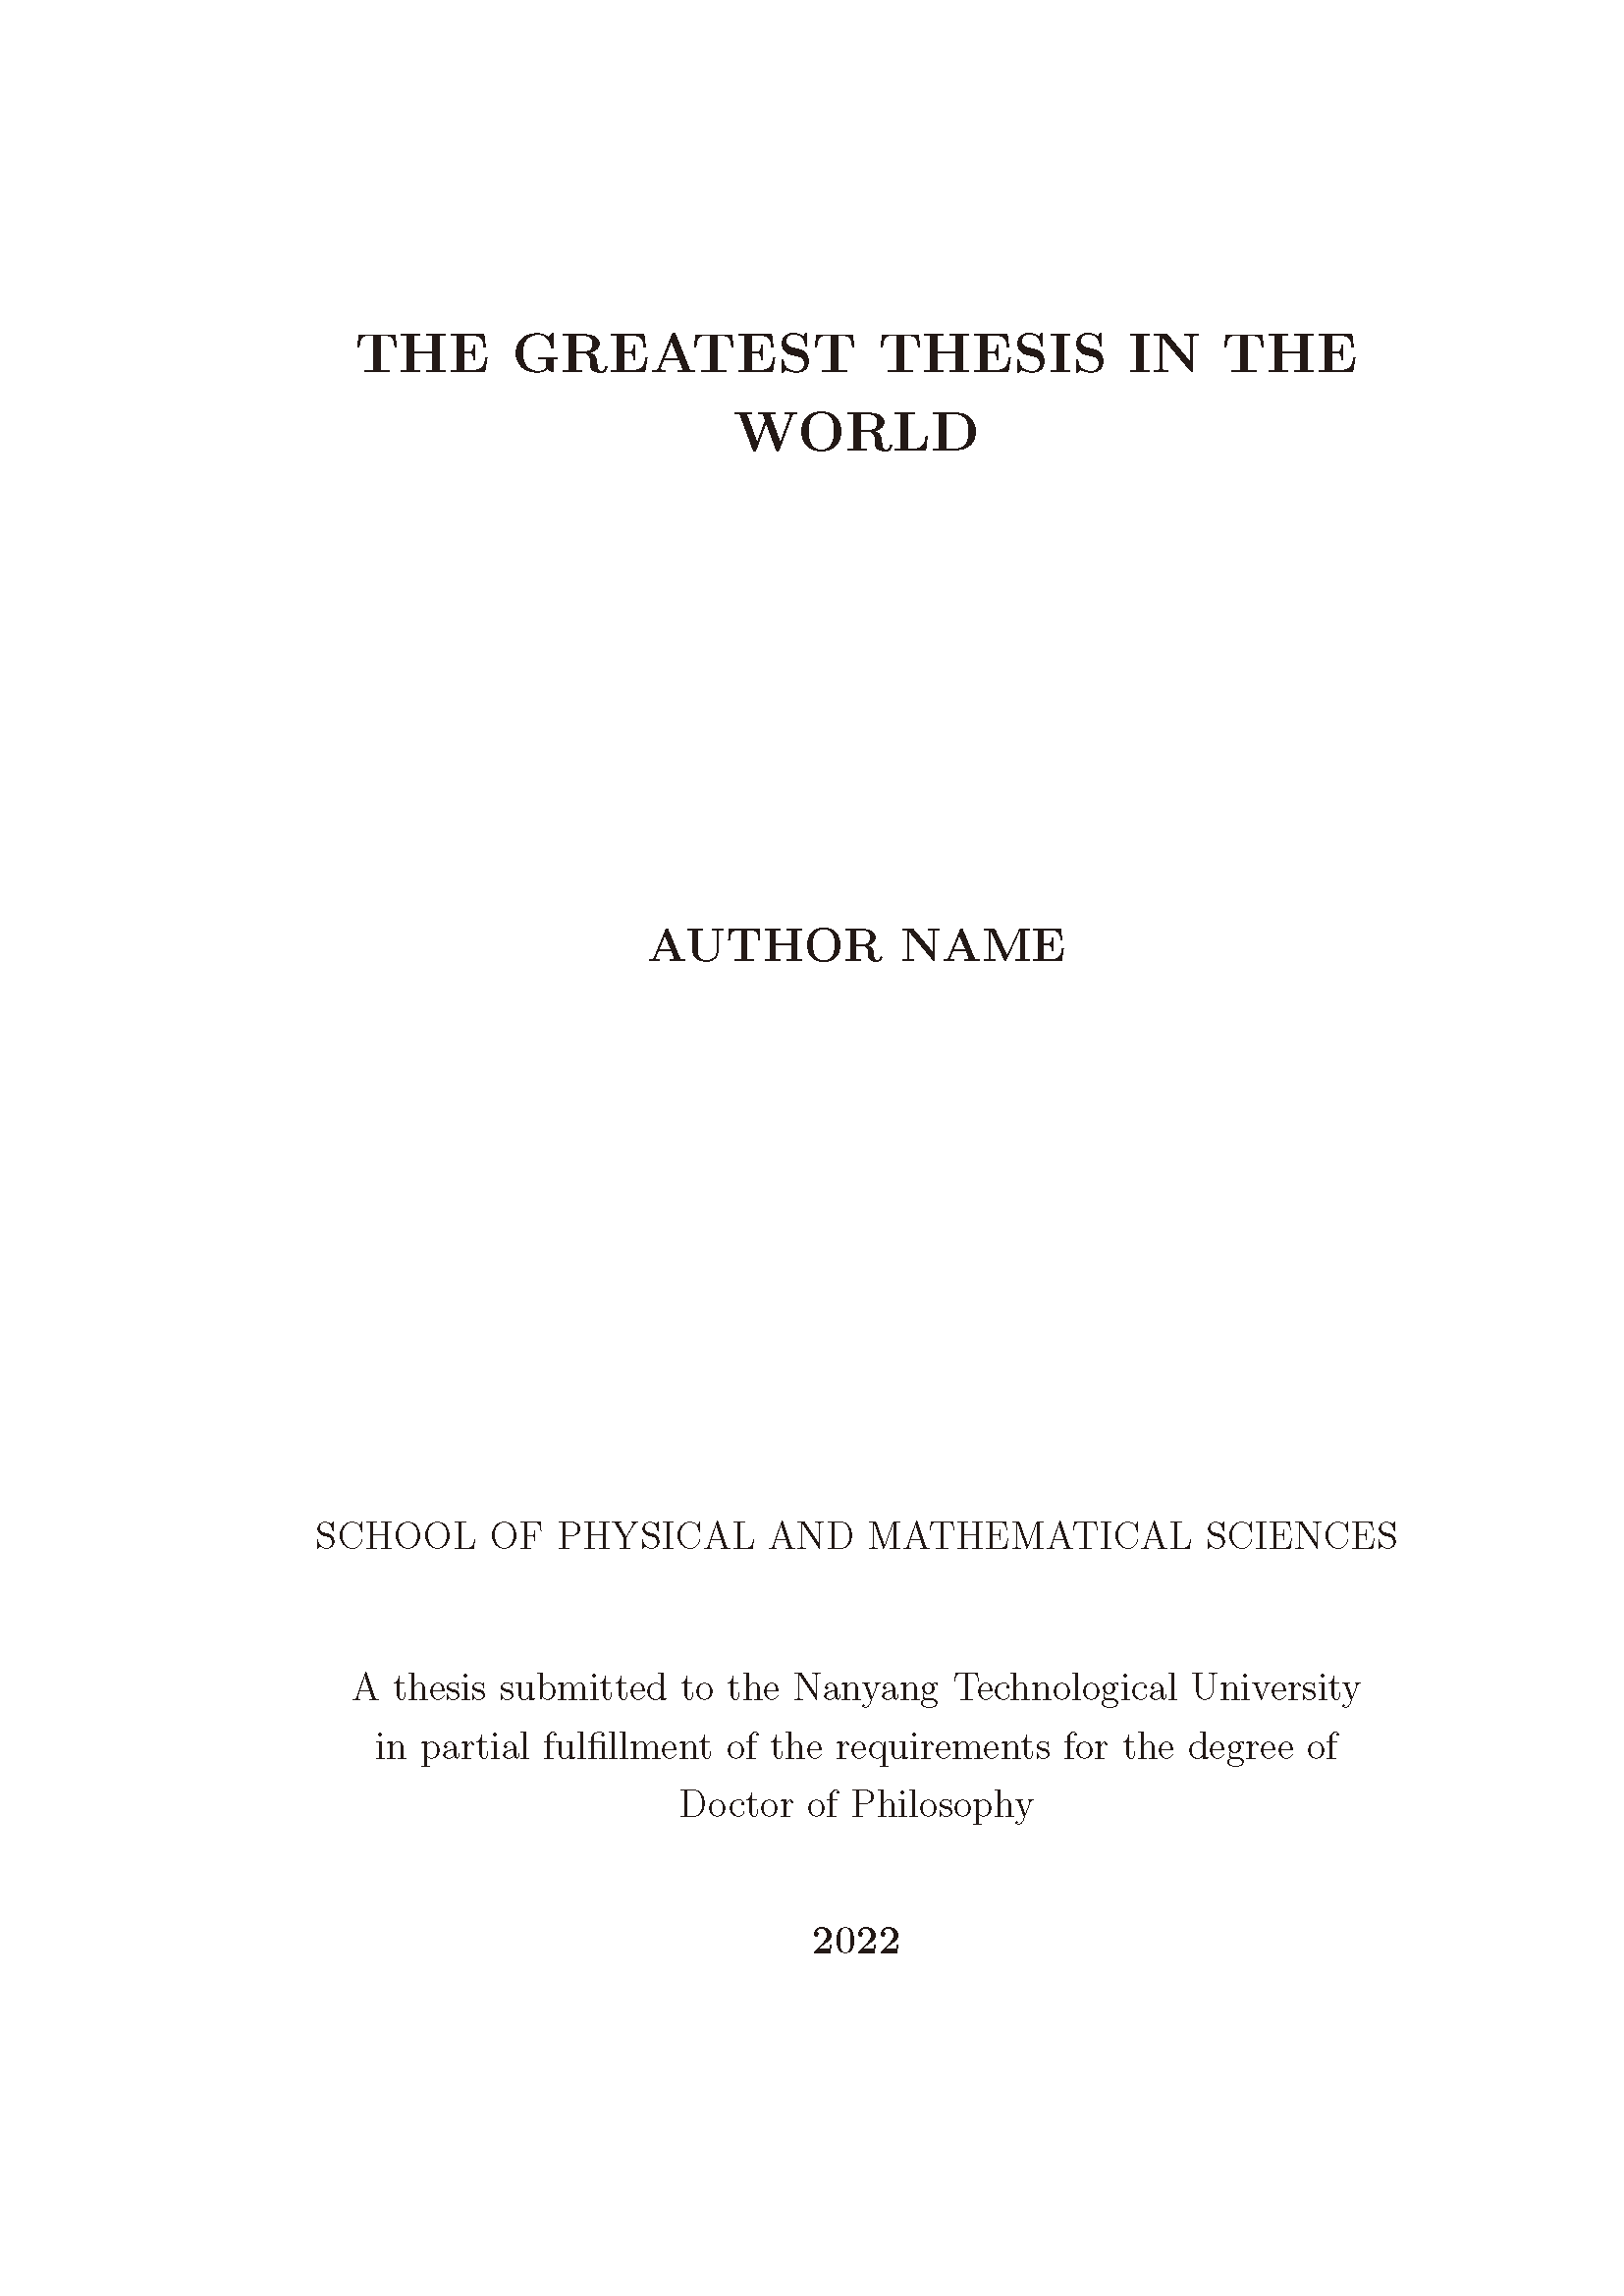 THE GREATEST THESIS IN THE
WORLD
AUTHOR NAME
SCHOOL OF PHYSICAL AND MATHEMATICAL SCIENCES
A thesis submitted to the Nanyang Technological University
in partial fulfillment of the requirements for the degree of
Doctor of Philosophy
2022